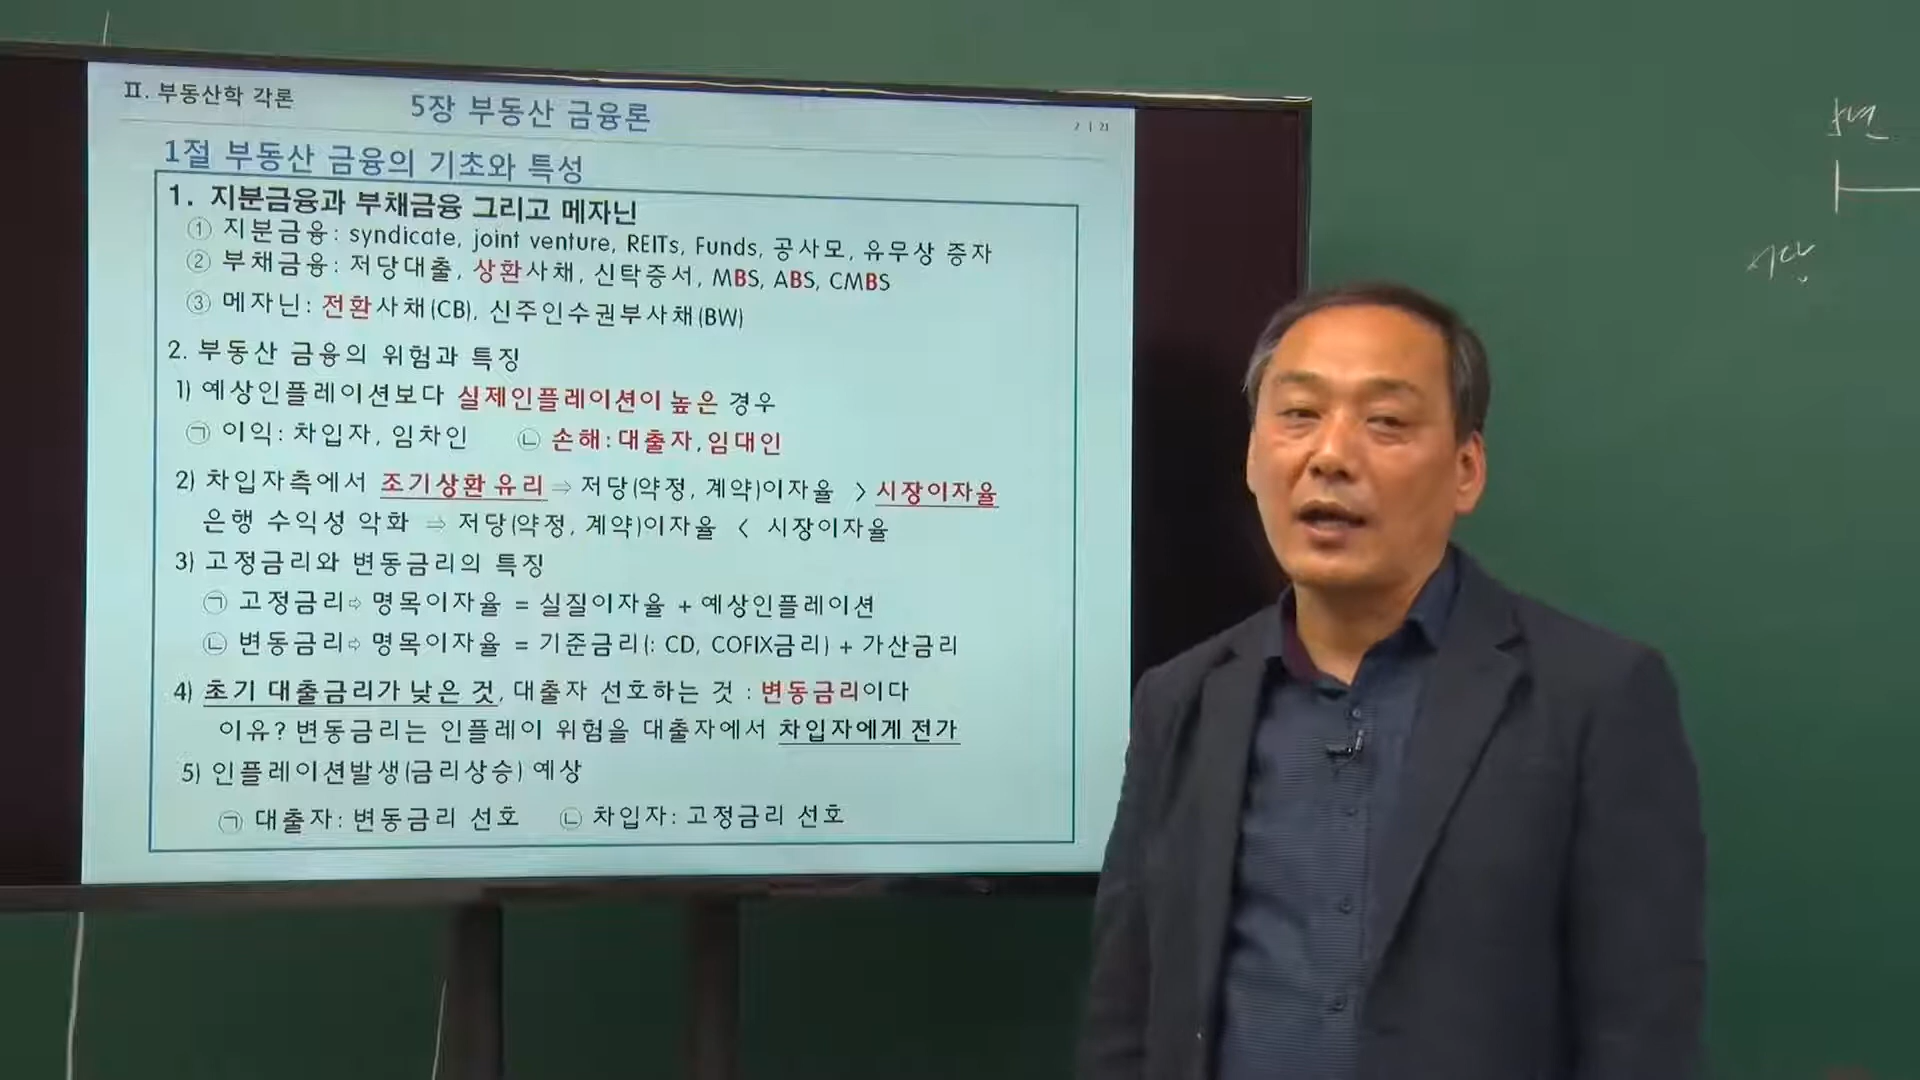 Ⅱ. 부동산학 각론
5장 부동산 금융론
2 | 21
1절 부동산 금융의 기초와 특성
1. 지분금융과 부채금융 그리고 메자닌
① 지분금융: syndicate, joint venture, REITs, Funds, 공사모, 유무상 증자
② 부채금융: 저당대출, 상환사채, 신탁증서, MBS, ABS, CMBS
③ 메자닌: 전환사채(CB), 신주인수권부사채(BW)
2. 부동산 금융의 위험과 특징
1) 예상인플레이션보다 실제인플레이션이 높은 경우
㉠ 이익: 차입자, 임차인 ㉡ 손해: 대출자, 임대인
2) 차입자측에서 조기상환 유리 ⇒ 저당(약정, 계약)이자율 > 시장이자율
은행 수익성 악화 ⇒ 저당(약정, 계약)이자율 < 시장이자율
3) 고정금리와 변동금리의 특징
㉠ 고정금리⇨ 명목이자율 = 실질이자율 + 예상인플레이션
㉡ 변동금리⇨ 명목이자율 = 기준금리(: CD, COFIX금리) + 가산금리
4) 초기 대출금리가 낮은 것, 대출자 선호하는 것 : 변동금리이다
이유? 변동금리는 인플레이 위험을 대출자에서 차입자에게 전가
5) 인플레이션발생(금리상승) 예상
㉠ 대출자: 변동금리 선호 ㉡ 차입자: 고정금리 선호
시장